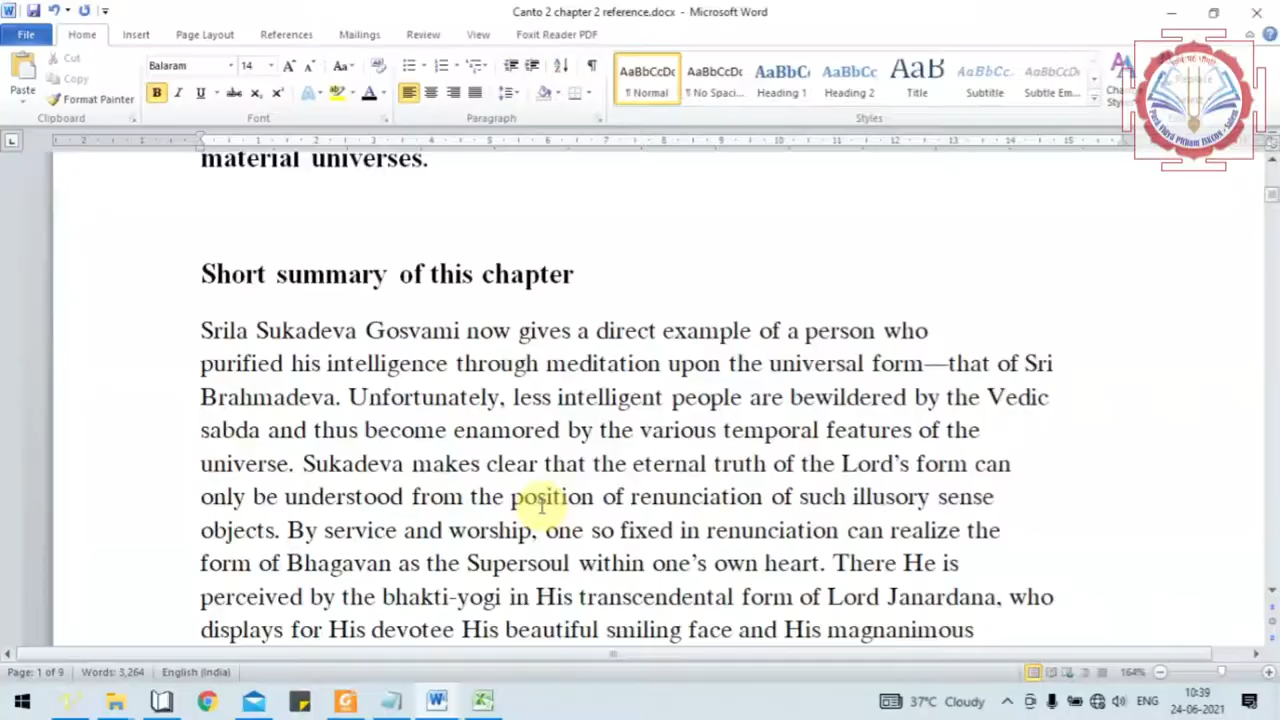 Canto 2 chapter 2 reference.docx - Microsoft Word
File Home Insert Page Layout References Mailings Review View Foxit Reader PDF
Cut
Copy
Format Painter
Paste
Balaram 14
AaBbCcDc AaBbCcDc AaBbC AaBbCc AaB AaBbCcD AaBbCcDc
¶ Normal ¶ No Spaci... Heading 1 Heading 2 Title Subtitle Subtle Em...
Clipboard Font Paragraph Styles
material universes.
Short summary of this chapter
Srila Sukadeva Gosvami now gives a direct example of a person who
purified his intelligence through meditation upon the universal form—that of Sri
Brahmadeva. Unfortunately, less intelligent people are bewildered by the Vedic
sabda and thus become enamored by the various temporal features of the
universe. Sukadeva makes clear that the eternal truth of the Lord's form can
only be understood from the position of renunciation of such illusory sense
objects. By service and worship, one so fixed in renunciation can realize the
form of Bhagavan as the Supersoul within one's own heart. There He is
perceived by the bhakti-yogi in His transcendental form of Lord Janardana, who
displays for His devotee His beautiful smiling face and His magnanimous
Page: 1 of 9 Words: 3,264 English (India) 164%
37°C Cloudy ENG 10:39
24-06-2021